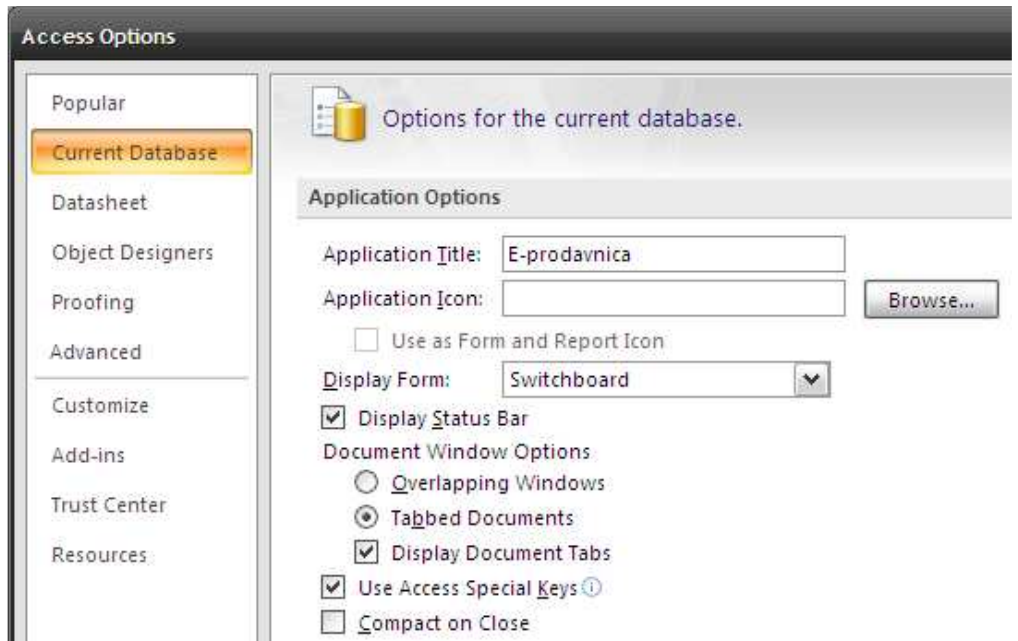 Access Options
Popular
Current Database
Datasheet
Object Designers
Proofing
Advanced
Customize
Add-ins
Trust Center
Resources
Options for the current database.
Application Options
Application Title: E-prodavnica
Application Icon: Browse...
Use as Form and Report Icon
Display Form: Switchboard
Display Status Bar
Document Window Options
Overlapping Windows
Tabbed Documents
Display Document Tabs
Use Access Special Keys
Compact on Close